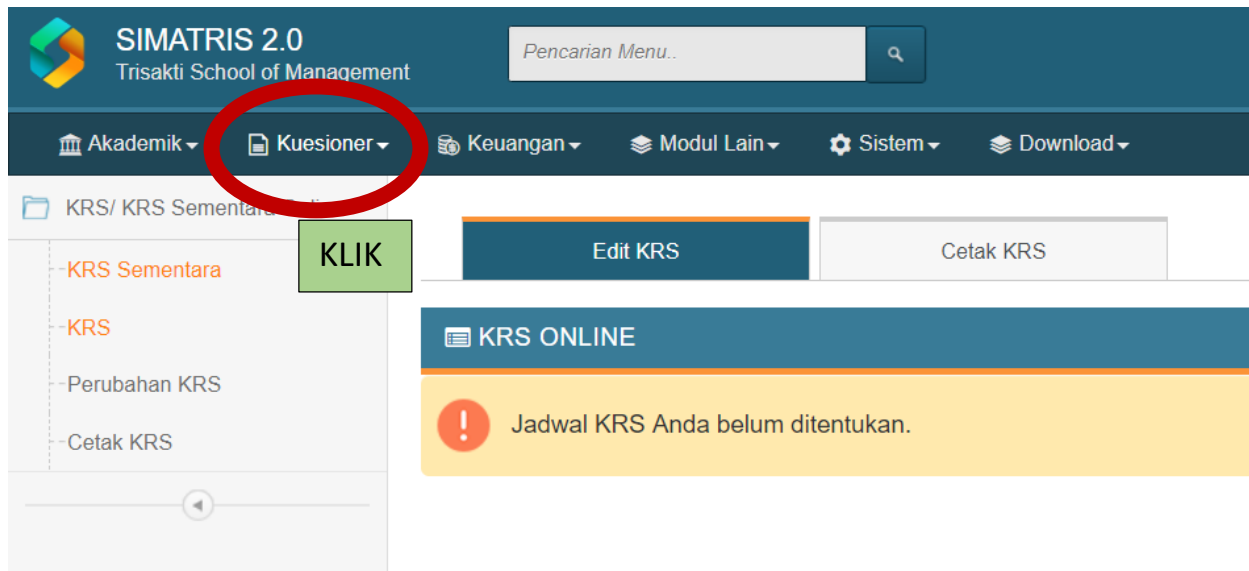 SIMATRIS 2.0
Trisakti School of Management
Pencarian Menu..
Akademik
Kuesioner
Keuangan
Modul Lain
Sistem
Download
KRS/ KRS Sementara
KLIK
KRS Sementara
KRS
Perubahan KRS
Cetak KRS
Edit KRS
Cetak KRS
KRS ONLINE
Jadwal KRS Anda belum ditentukan.